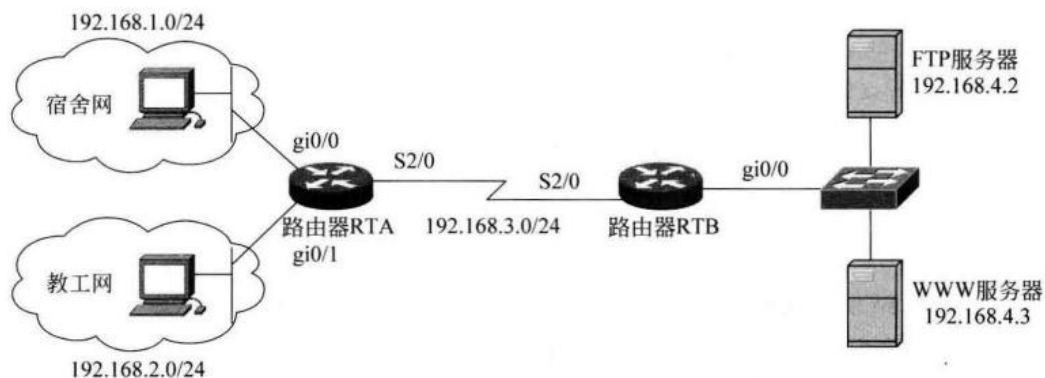 192.168.1.0/24
宿舍网
gi0/0
S2/0
路由器RTA
gi0/1
192.168.3.0/24
S2/0
路由器RTB
gi0/0
FTP服务器
192.168.4.2
教工网
192.168.2.0/24
WWW服务器
192.168.4.3